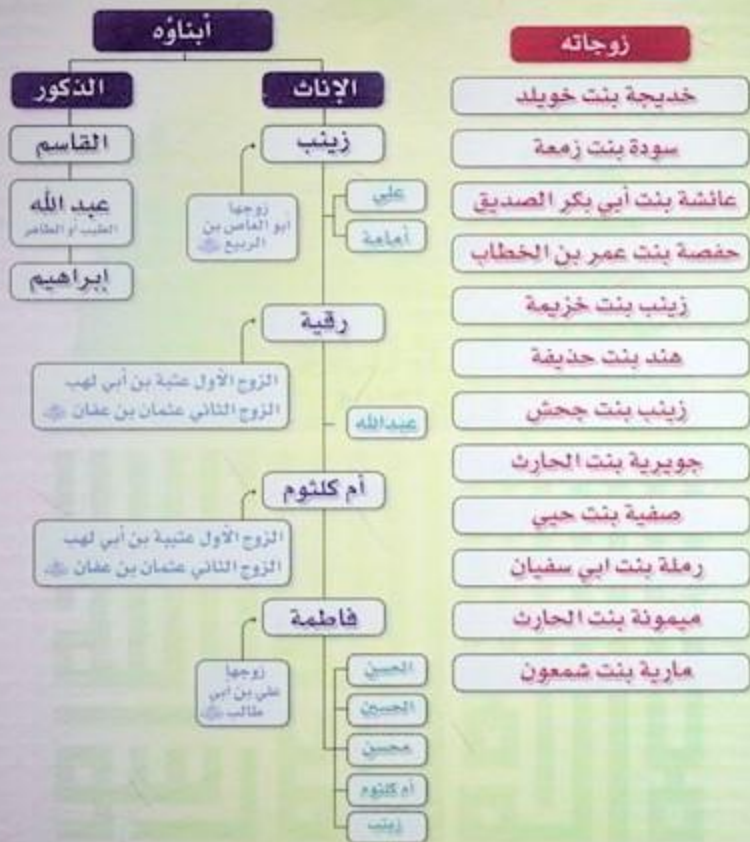 زوجاته
خديجة بنت خويلد
سودة بنت زمعة
عائشة بنت أبي بكر الصديق
حفصة بنت عمر بن الخطاب
زينب بنت خزيمة
هند بنت حذيفة
زينب بنت جحش
جويرية بنت الحارث
صفية بنت حيي
رملة بنت ابي سفيان
ميمونة بنت الحارث
مارية بنت شمعون
أبناؤه
الإناث
زينب
زوجها
أبو العاص بن
الربيع
علي
أمامة
رقية
الزوج الأول عتبة بن أبي لهب
الزوج الثاني عثمان بن عفان
عبدالله
أم كلثوم
الزوج الأول عتيبة بن أبي لهب
الزوج الثاني عثمان بن عفان
فاطمة
زوجها
علي بن ابي
طالب
الحسن
الحسين
محسن
أم كلثوم
زينب
الذكور
القاسم
عبد الله
الطيب أو الطاهر
إبراهيم